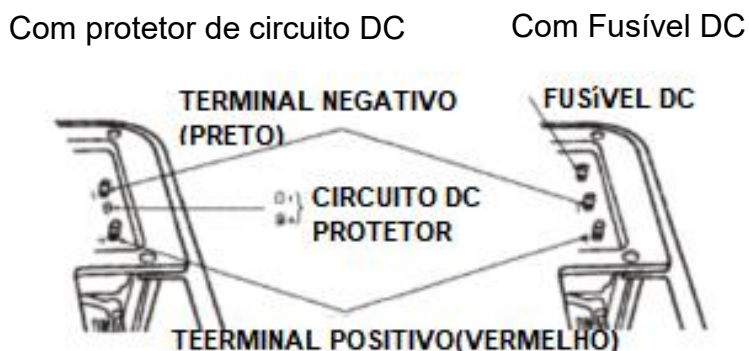 Com protetor de circuito DC
Com Fusível DC
TERMINAL NEGATIVO
(PRETO)
FUSíVEL DC
CIRCUITO DC
PROTETOR
TEERMINAL POSITIVO(VERMELHO)